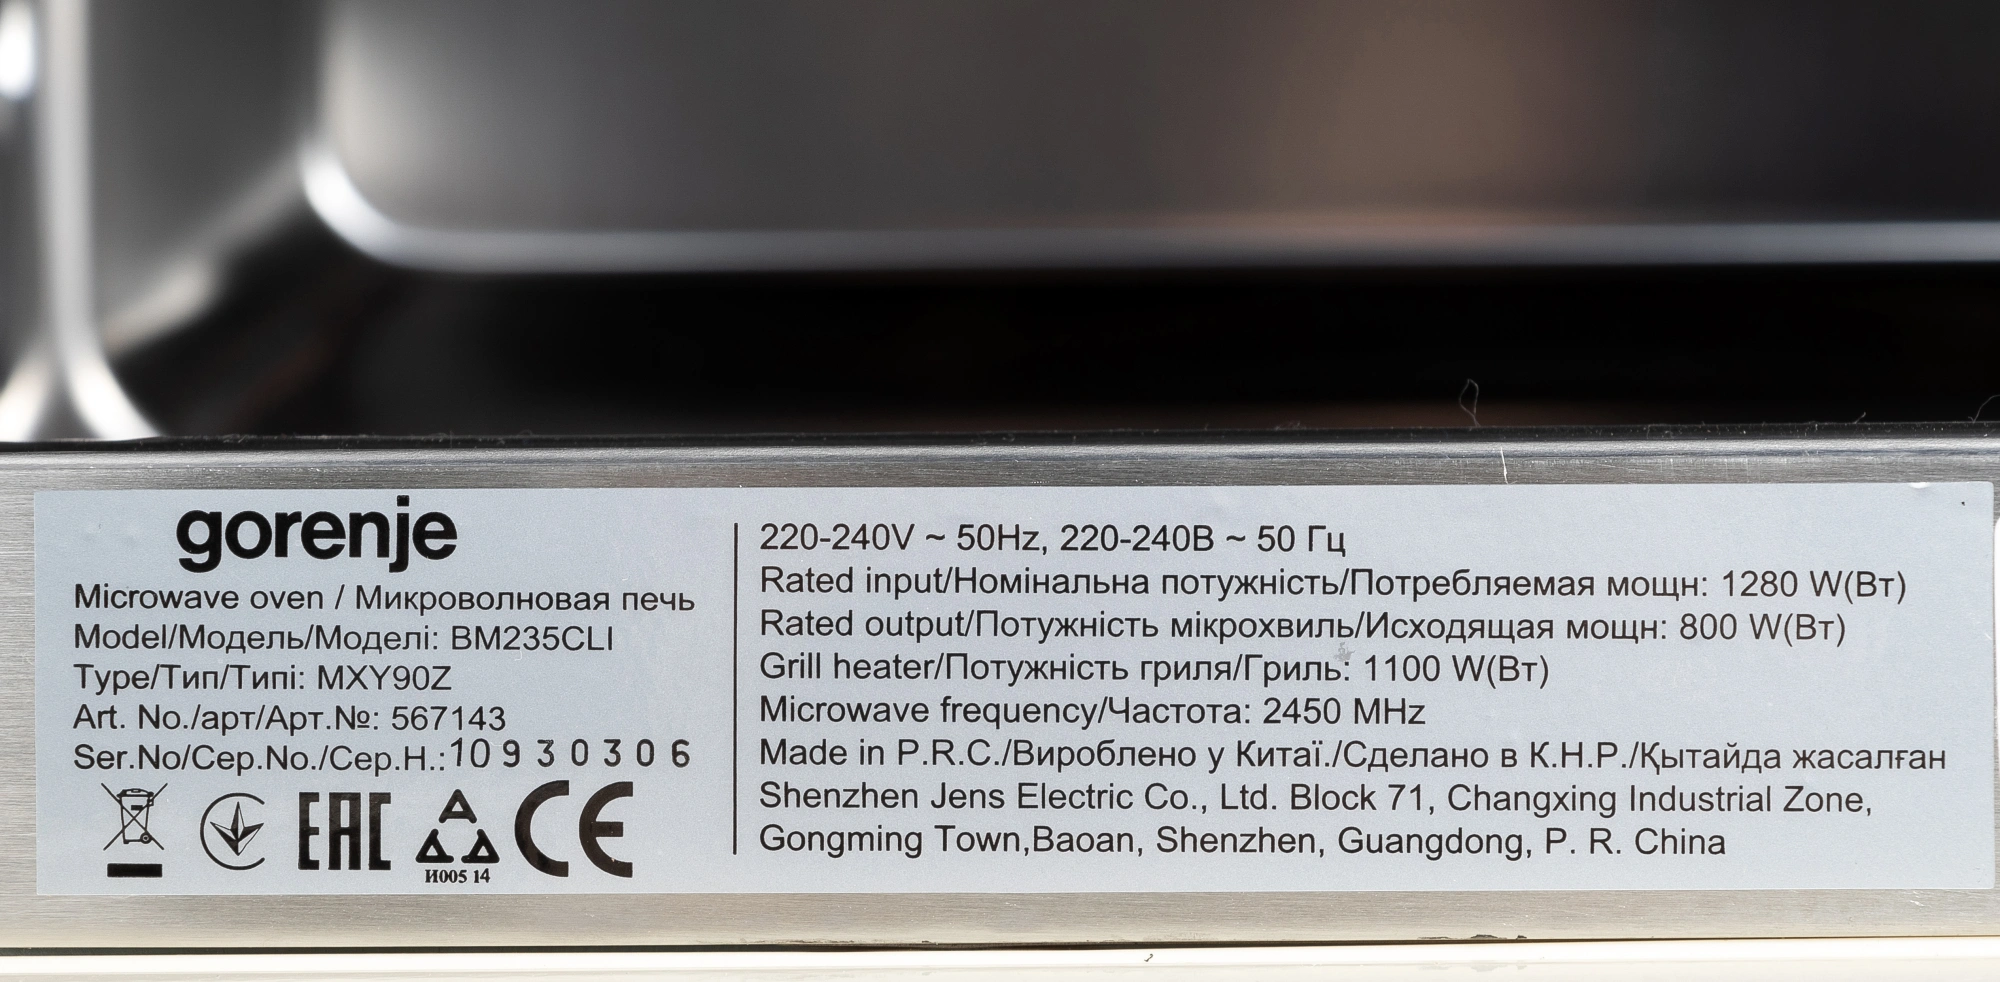 gorenje
Microwave oven / Микроволновая печь
Model/Модель/Моделі: BM235CLI
Type/Тип/Типі: MXY90Z
Art. No./арт/Арт.№: 567143
Ser.No/Сер.No./Сер.Н.:10930306
EAC
И005 14
CE
220-240V ~ 50Hz, 220-240В ~ 50 Гц
Rated input/Номінальна потужність/Потребляемая мощн: 1280 W(Вт)
Rated output/Потужність мікрохвиль/Исходящая мощн: 800 W(Вт)
Grill heater/Потужність гриля/Гриль: 1100 W(Вт)
Microwave frequency/Частота: 2450 MHz
Made in P.R.C./Вироблено у Китаї./Сделано в К.Н.Р./Қытайда жасалған
Shenzhen Jens Electric Co., Ltd. Block 71, Changxing Industrial Zone,
Gongming Town,Baoan, Shenzhen, Guangdong, P. R. China